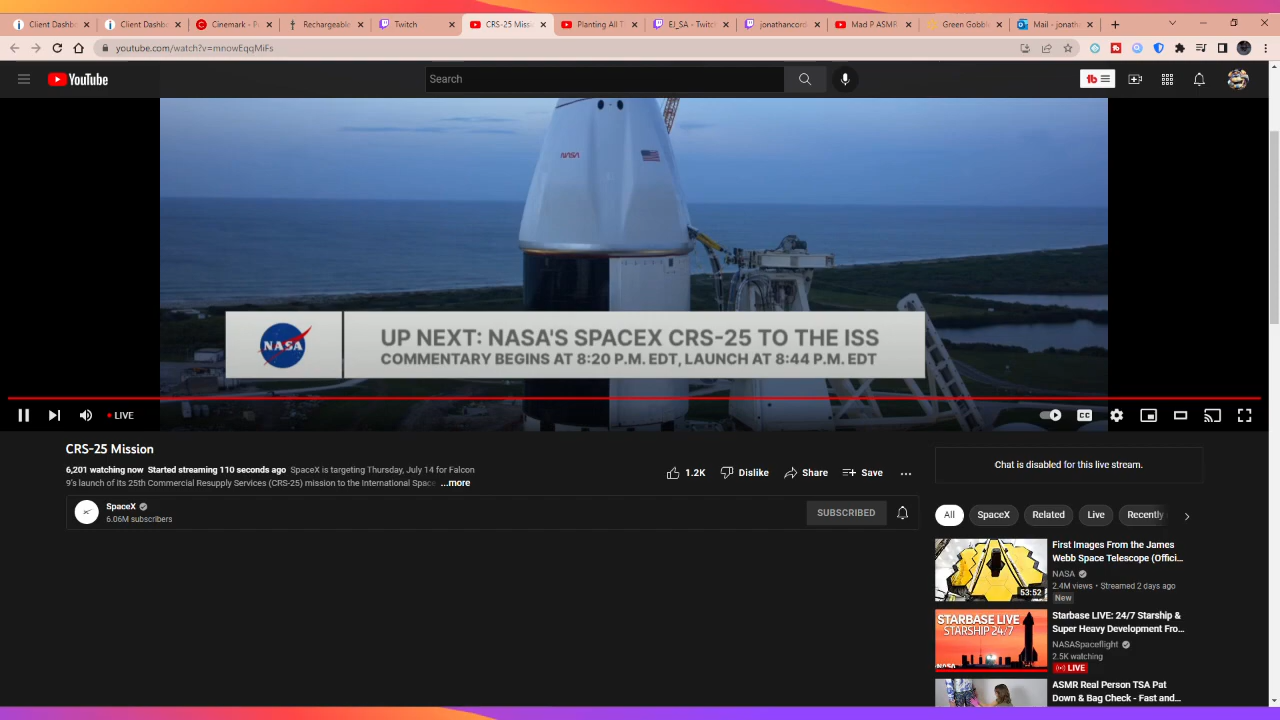 Client Dashbo
Client Dashbo
Cinemark - Pa
Rechargeable
Twitch
CRS-25 Missi
Planting All T
EJ_SA - Twitch
jonathancord
Mad P ASMR
Green Gobbl
Mail - jonath
youtube.com/watch?v=mnowEqqMiFs
YouTube
Search
NASA
NASA
UP NEXT: NASA'S SPACEX CRS-25 TO THE ISS
COMMENTARY BEGINS AT 8:20 P.M. EDT, LAUNCH AT 8:44 P.M. EDT
LIVE
CC
CRS-25 Mission
6,201 watching now Started streaming 110 seconds ago SpaceX is targeting Thursday, July 14 for Falcon
9's launch of its 25th Commercial Resupply Services (CRS-25) mission to the International Space ...more
1.2K
Dislike
Share
Save
SpaceX
6.06M subscribers
SUBSCRIBED
Chat is disabled for this live stream.
All
SpaceX
Related
Live
Recently
First Images From the James
Webb Space Telescope (Offici...
NASA
2.4M views • Streamed 2 days ago
New
53:52
STARBASE LIVE
STARSHIP 24/7
Starbase LIVE: 24/7 Starship &
Super Heavy Development Fro...
NASASpaceflight
2.5K watching
LIVE
ASMR Real Person TSA Pat
Down & Bag Check - Fast and...